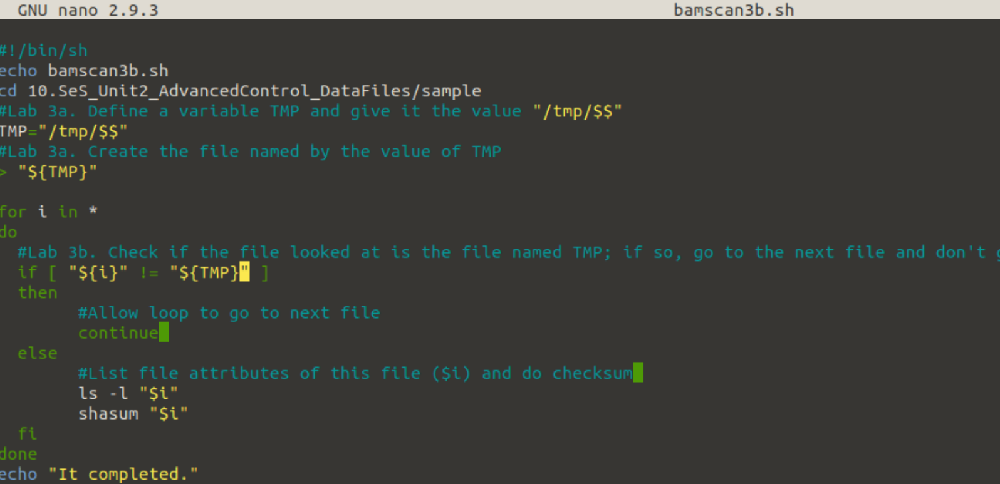 GNU nano 2.9.3 bamscan3b.sh
#!/bin/sh
echo bamscan3b.sh
cd 10.SeS_Unit2_AdvancedControl_DataFiles/sample
#Lab 3a. Define a variable TMP and give it the value "/tmp/$$"
TMP="/tmp/$$"
#Lab 3a. Create the file named by the value of TMP
> "${TMP}"
for i in *
do
#Lab 3b. Check if the file looked at is the file named TMP; if so, go to the next file and don't
if [ "${i}" != "${TMP}" ]
then
#Allow loop to go to next file
continue
else
#List file attributes of this file ($i) and do checksum
ls -l "$i"
shasum "$i"
fi
done
echo "It completed."